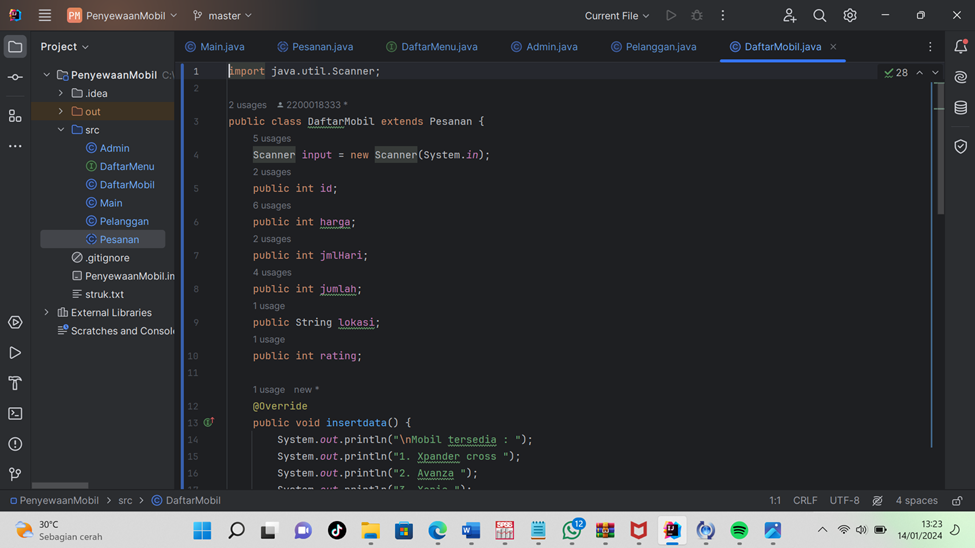 PM PenyewaanMobil master Current File
Project
Main.java Pesanan.java DaftarMenu.java Admin.java Pelanggan.java DaftarMobil.java
PenyewaanMobil C:\
.idea
out
src
Admin
DaftarMenu
DaftarMobil
Main
Pelanggan
Pesanan
.gitignore
PenyewaanMobil.im
struk.txt
External Libraries
Scratches and Console
28
1 import java.util.Scanner;
2
2 usages 2200018333 *
3 public class DaftarMobil extends Pesanan {
5 usages
4 Scanner input = new Scanner(System.in);
2 usages
5 public int id;
6 usages
6 public int harga;
2 usages
7 public int jmlHari;
4 usages
8 public int jumlah;
1 usage
9 public String lokasi;
1 usage
10 public int rating;
11
1 usage new *
12 @Override
13 public void insertdata() {
14 System.out.println("\nMobil tersedia : ");
15 System.out.println("1. Xpander cross ");
16 System.out.println("2. Avanza ");
PenyewaanMobil > src > DaftarMobil
1:1 CRLF UTF-8 4 spaces
30°C
Sebagian cerah
12
13:23
14/01/2024